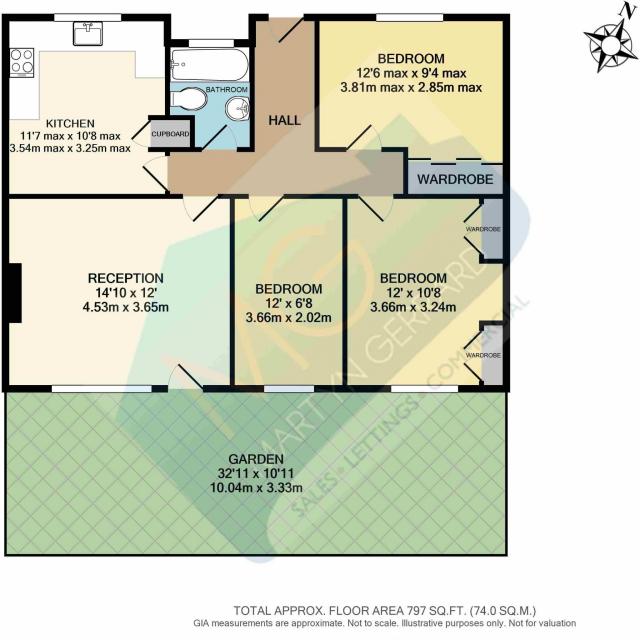 N
BEDROOM
12'6 max x 9'4 max
3.81m max x 2.85m max
BATHROOM
HALL
KITCHEN
11'7 max x 10'8 max
3.54m max x 3.25m max
CUPBOARD
WARDROBE
WARDROBE
RECEPTION
14'10 x 12'
4.53m x 3.65m
BEDROOM
12' x 6'8
3.66m x 2.02m
BEDROOM
12' x 10'8
3.66m x 3.24m
WARDROBE
MG
MARTYN GERRARD
SALES • LETTINGS • COMMERCIAL
GARDEN
32'11 x 10'11
10.04m x 3.33m
TOTAL APPROX. FLOOR AREA 797 SQ.FT. (74.0 SQ.M.)
GIA measurements are approximate. Not to scale. Illustrative purposes only. Not for valuation